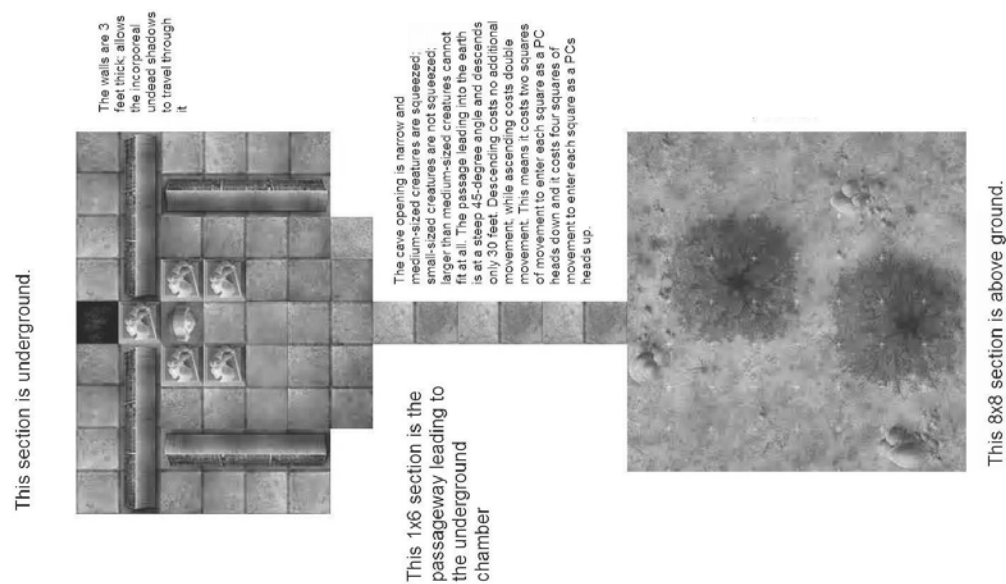 This section is underground.
The walls are 3
feet thick: allows
the incorporeal
undead shadows
to travel through
it
The cave opening is narrow and
medium-sized creatures are squeezed;
small-sized creatures are not squeezed;
larger than medium-sized creatures cannot
fit at all. The passage leading into the earth
is at a steep 45-degree angle and descends
only 30 feet. Descending costs no additional
movement, while ascending costs double
movement. This means it costs two squares
of movement to enter each square as a PC
heads down and it costs four squares of
movement to enter each square as a PCs
heads up.
This 1x6 section is the
passageway leading to
the underground
chamber
This 8x8 section is above ground.